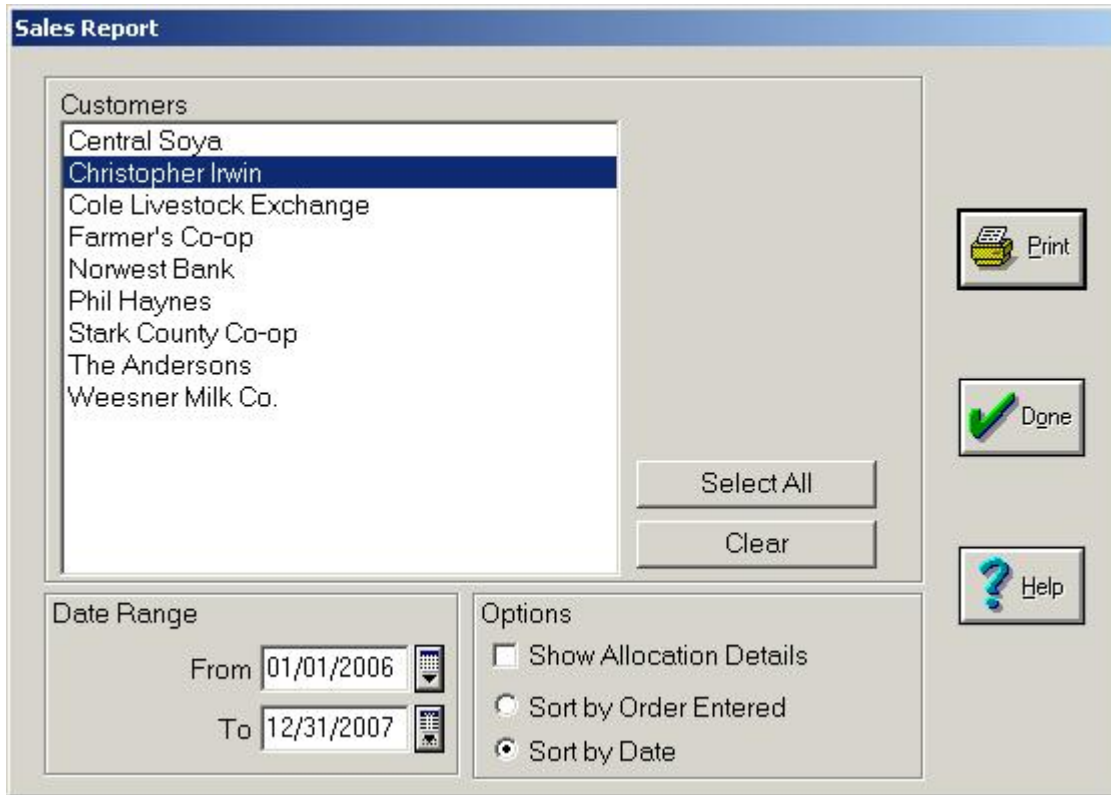 Sales Report
Customers
Central Soya
Christopher Irwin
Cole Livestock Exchange
Farmer's Co-op
Norwest Bank
Phil Haynes
Stark County Co-op
The Andersons
Weesner Milk Co.
Select All
Clear
Print
Done
Help
Date Range
From 01/01/2006
To 12/31/2007
Options
Show Allocation Details
Sort by Order Entered
Sort by Date